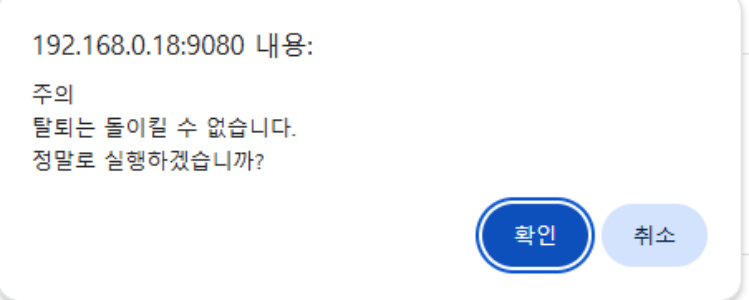 192.168.0.18:9080 내용:
주의
탈퇴는 돌이킬 수 없습니다.
정말로 실행하겠습니까?
확인
취소